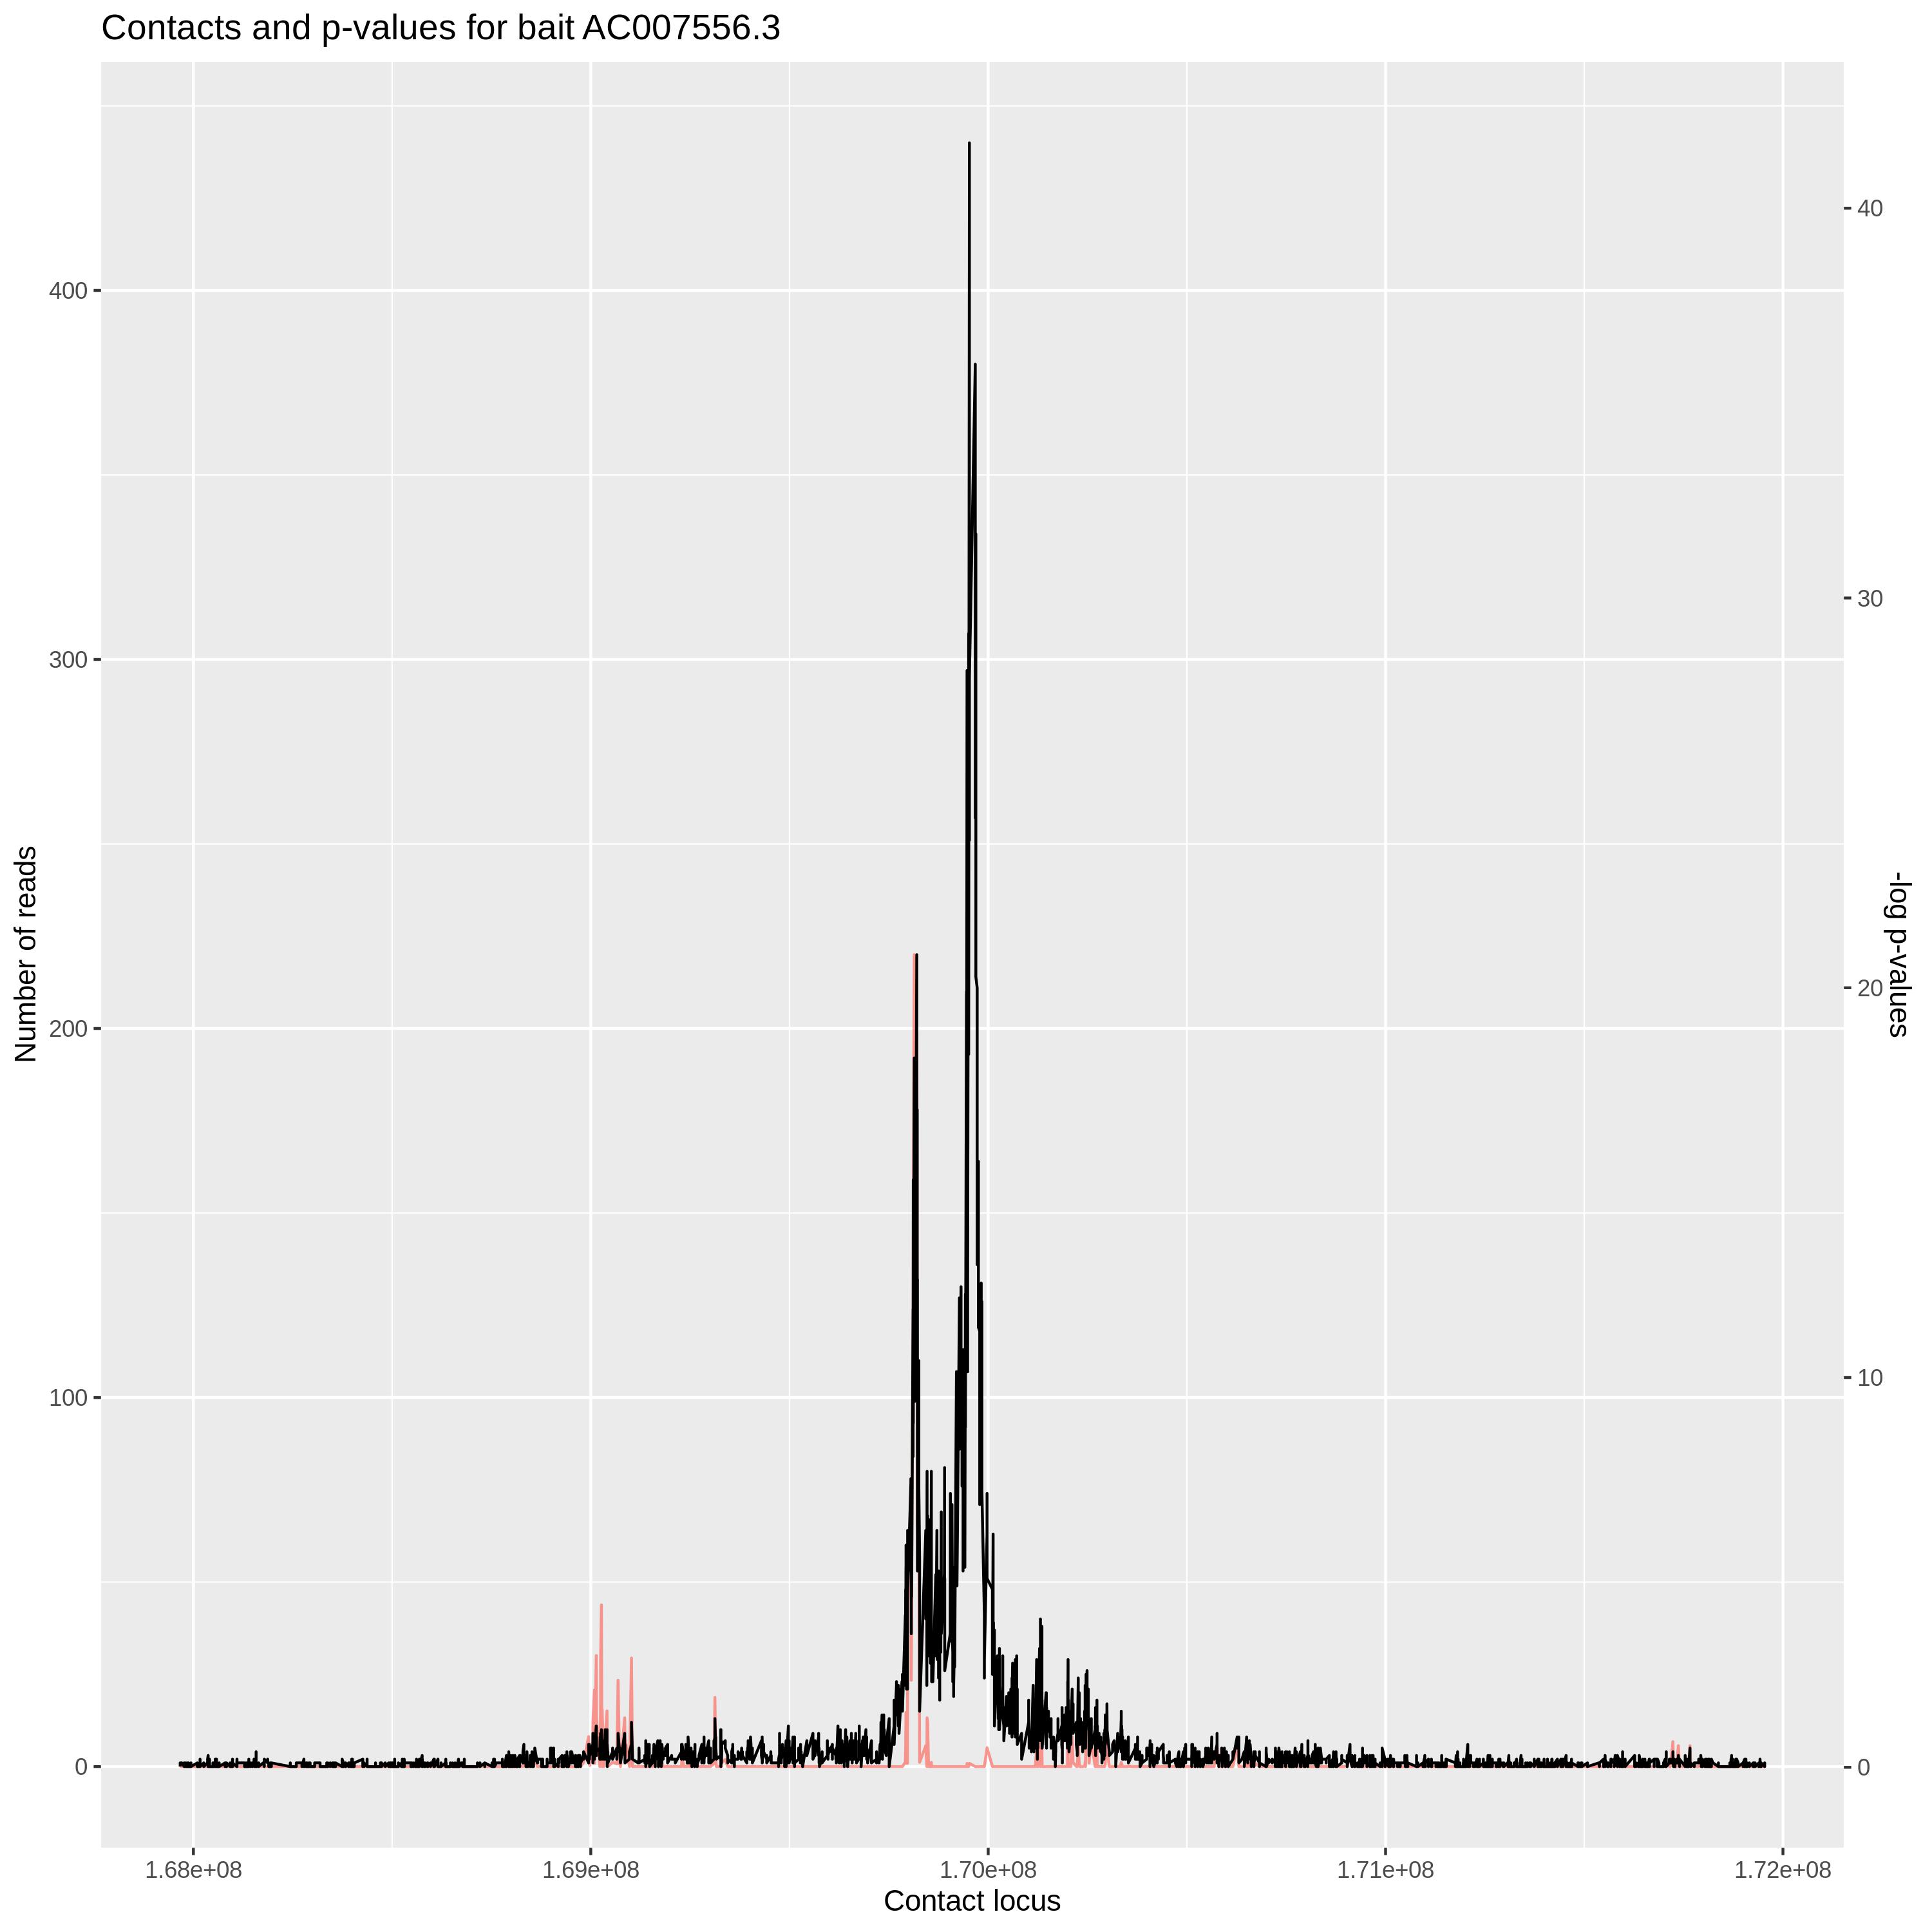 Contacts and p-values for bait AC007556.3
400
300
200
100
0
40
30
20
10
0
Number of reads
-log p-values
1.68e+08
1.69e+08
1.70e+08
1.71e+08
1.72e+08
Contact locus